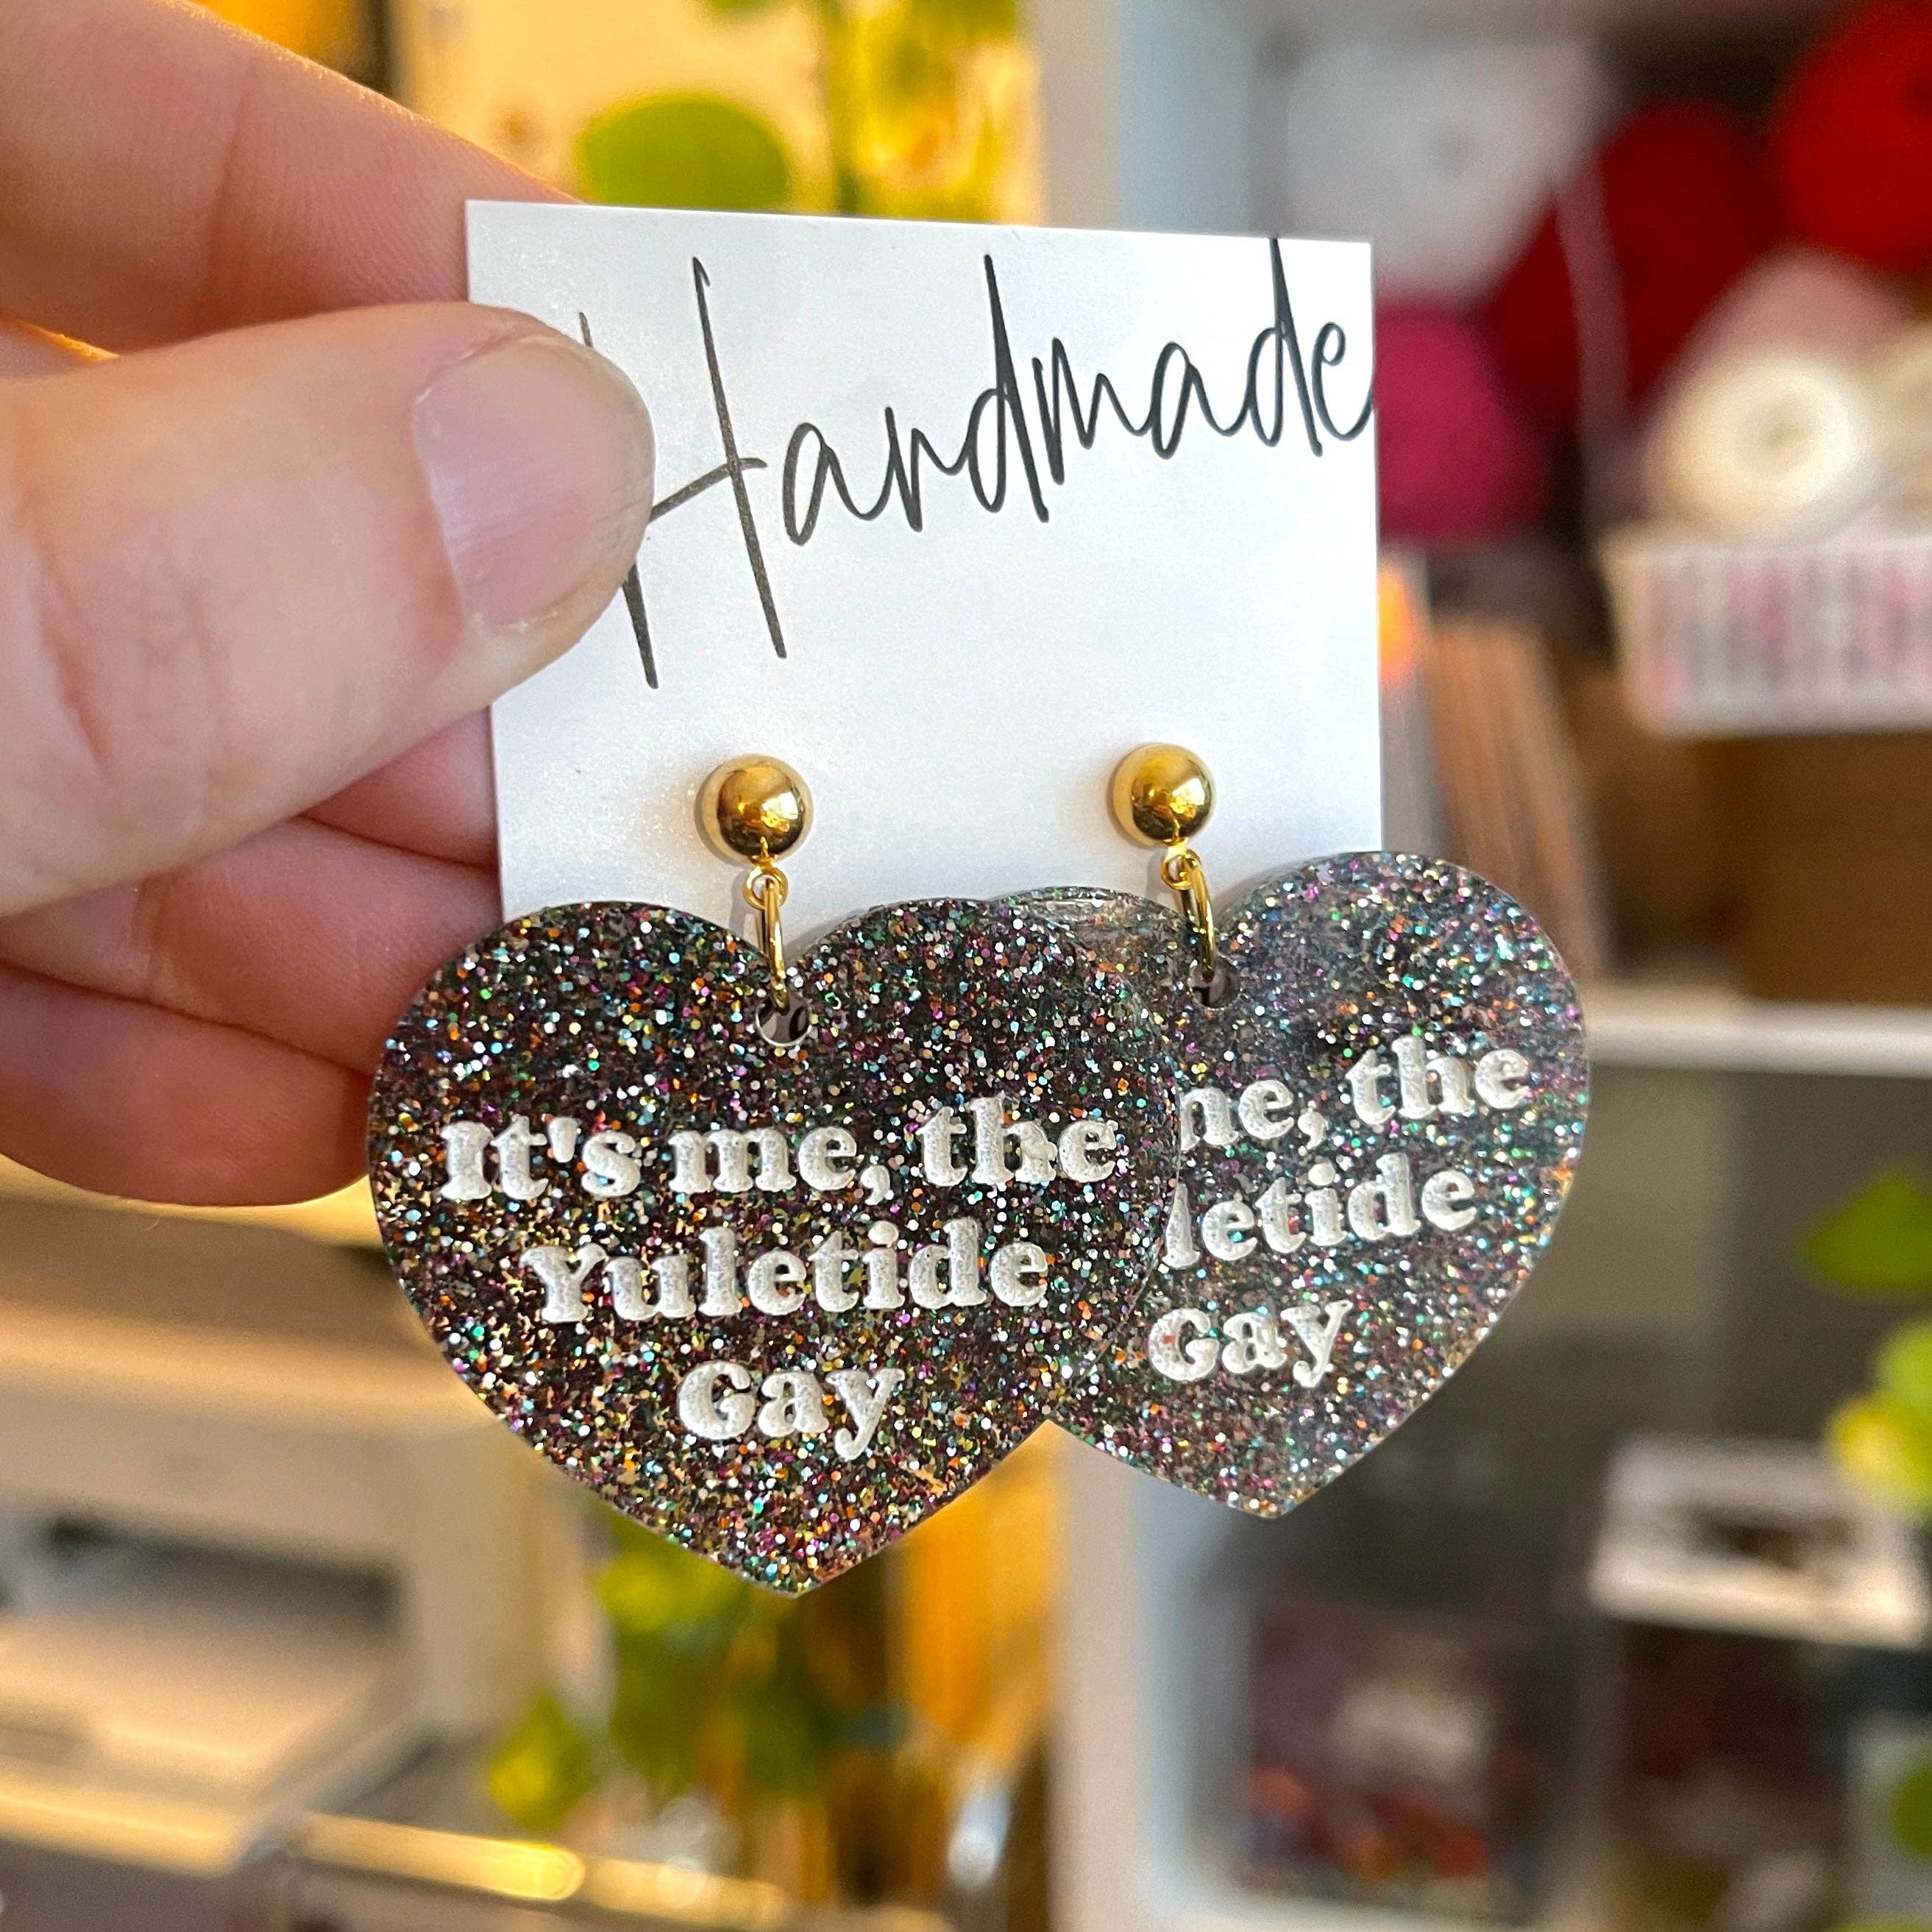 Handmade
It's me, the
Yuletide
Gay
me, the
letide
Gay